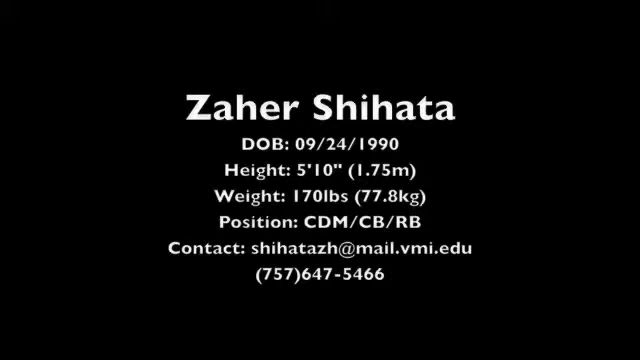 Zaher Shihata
DOB: 09/24/1990
Height: 5'10" (1.75m)
Weight: 170lbs (77.8kg)
Position: CDM/CB/RB
Contact: shihatazh@mail.vmi.edu
(757)647-5466